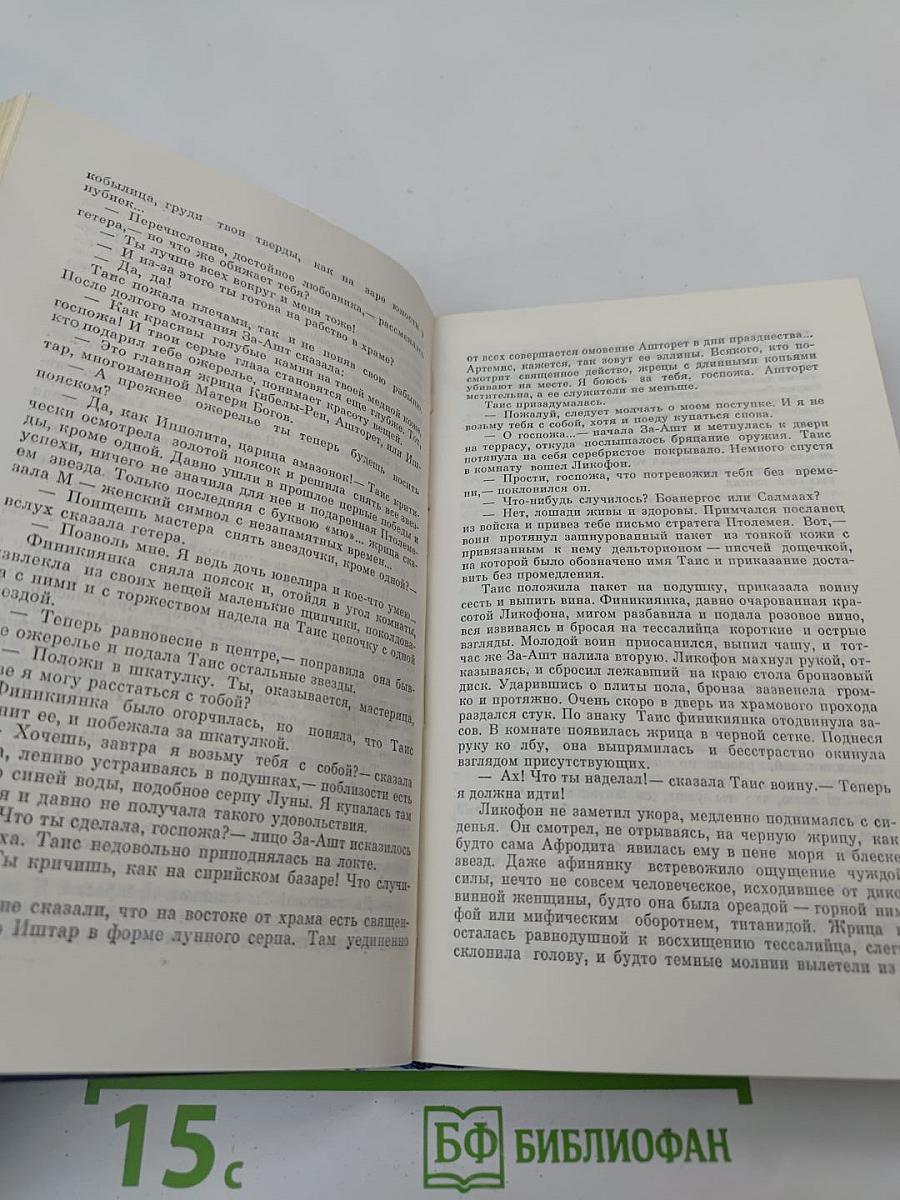 кобылица, груди твои тверды, как на заре юности у
нубиек...
— Перечисление, достойное любовника,— рассмеялась
гетера,— но что же обижает тебя?
— Ты лучше всех вокруг и меня тоже!
— И из-за этого ты готова на рабство в храме?
— Да, да!
Таис пожала плечами, так и не поняв свою рабыню.
После долгого молчания За-Ашт сказала:
— Как красивы голубые камни на твоей медной коже,
госпожа! И твои серые глаза становятся еще глубже. Тот,
кто подарил тебе ожерелье, понимает красоту вещей.
— Это главная жрица Кибелы-Реи, Ашторет, или Иш-
тар, многоименной Матери Богов.
— А прежнее ожерелье ты теперь будешь носить
пояском?
— Да, как Ипполита, царица амазонок!— Таис крити-
чески осмотрела золотой поясок и решила снять все звез-
ды, кроме одной. Давно ушли в прошлое первые победы и
успехи, ничего не значила для нее и подаренная Птолеме-
ем звезда. Только последняя с буквою «мю»... жрица ска-
зала М — женский символ с незапамятных времен...
— Поищешь мастера снять звездочки, кроме одной?—
вслух сказала гетера.
— Позволь мне. Я ведь дочь ювелира и кое-что умею...
Финикиянка сняла поясок и, отойдя в угол комнаты,
извлекла из своих вещей маленькие щипчики, поколдова-
ла с ними и с торжеством надела на Таис цепочку с одной
звездой.
— Теперь равновесие в центре,— поправила она быв-
шее ожерелье и подала Таис остальные звезды.
— Положи в шкатулку. Ты, оказывается, мастерица,
я могу расстаться с тобой?
Финикиянка было огорчилась, но поняла, что Таис
ее, и побежала за шкатулкой.
— Хочешь, завтра я возьму тебя с собой?— сказала
лениво устраиваясь в подушках,— поблизости есть
синей воды, подобное серпу Луны. Я купалась там
и давно не получала такого удовольствия.
Что ты сделала, госпожа?— лицо За-Ашт исказилось
Таис недовольно приподнялась на локте.
Ты кричишь, как на сирийском базаре! Что случи-
сказали, что на востоке от храма есть священ-
Иштар в форме лунного серпа. Там уединенно
от всех совершается омовение Ашторет в дни празднества...
Артемис, кажется, так зовут ее эллины. Всякого, кто по-
смотрит священное действо, жрецы с длинными копьями
убивают на месте. Я боюсь за тебя, госпожа. Ашторет
мстительна, а ее служители не меньше.
Таис призадумалась.
— Пожалуй, следует молчать о моем поступке. И я не
возьму тебя с собой, хотя и поеду купаться снова.
— О госпожа...— начала За-Ашт и метнулась к двери
на террасу, откуда послышалось бряцание оружия. Таис
потянула на себя серебристое покрывало. Немного спустя
в комнату вошел Ликофон.
— Прости, госпожа, что потревожил тебя без време-
ни,— поклонился он.
— Что-нибудь случилось? Боанергос или Салмаах?
— Нет, лошади живы и здоровы. Примчался посланец
из войска и привез тебе письмо стратега Птолемея. Вот,—
воин протянул зашнурованный пакет из тонкой кожи с
привязанным к нему дельторионом — писчей дощечкой,
на которой было обозначено имя Таис и приказание доста-
вить без промедления.
Таис положила пакет на подушку, приказала воину
сесть и выпить вина. Финикиянка, давно очарованная кра-
сотой Ликофона, мигом разбавила и подала розовое вино,
вся извиваясь и бросая на тессалийца короткие и острые
взгляды. Молодой воин приосанился, выпил чашу, и тот-
час же За-Ашт налила вторую. Ликофон махнул рукой, от-
казываясь, и сбросил лежавший на краю стола бронзовый
диск. Ударившись о плиты пола, бронза зазвенела гром-
ко и протяжно. Очень скоро в дверь из храмового прохода
раздался стук. По знаку Таис финикиянка отодвинула за-
сов. В комнате появилась жрица в черной сетке. Поднеся
руку ко лбу, она выпрямилась и бесстрастно окинула
взглядом присутствующих.
— Ах! Что ты наделал!— сказала Таис воину.— Теперь
я должна идти!
Ликофон не заметил укора, медленно поднимаясь с си-
денья. Он смотрел, не отрываясь, на черную жрицу, как
будто сама Афродита явилась ему в пене моря и блеске
звезд. Даже афинянку встревожило ощущение чуждой
силы, нечто не совсем человеческое, исходившее от дико
винной женщины, будто она была ореадой — горной ним
фой или мифическим оборотнем, титанидой. Жрица
осталась равнодушной к восхищению тессалийца, слег
склонила голову, и будто темные молнии вылетели из
15 с
БФ БИБЛИОФАН